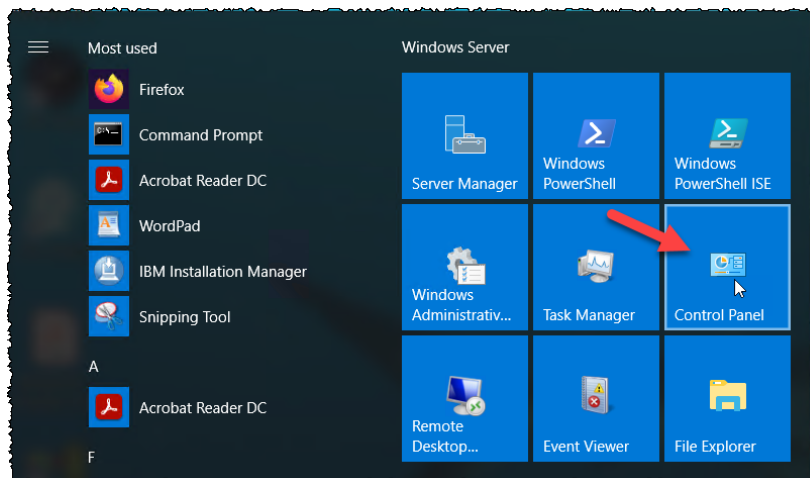 Most used
Firefox
Command Prompt
Acrobat Reader DC
WordPad
IBM Installation Manager
Snipping Tool
A
Acrobat Reader DC
F
Windows Server
Server Manager
Windows
PowerShell
Windows
PowerShell ISE
Windows
Administrativ...
Task Manager
Control Panel
Remote
Desktop...
Event Viewer
File Explorer